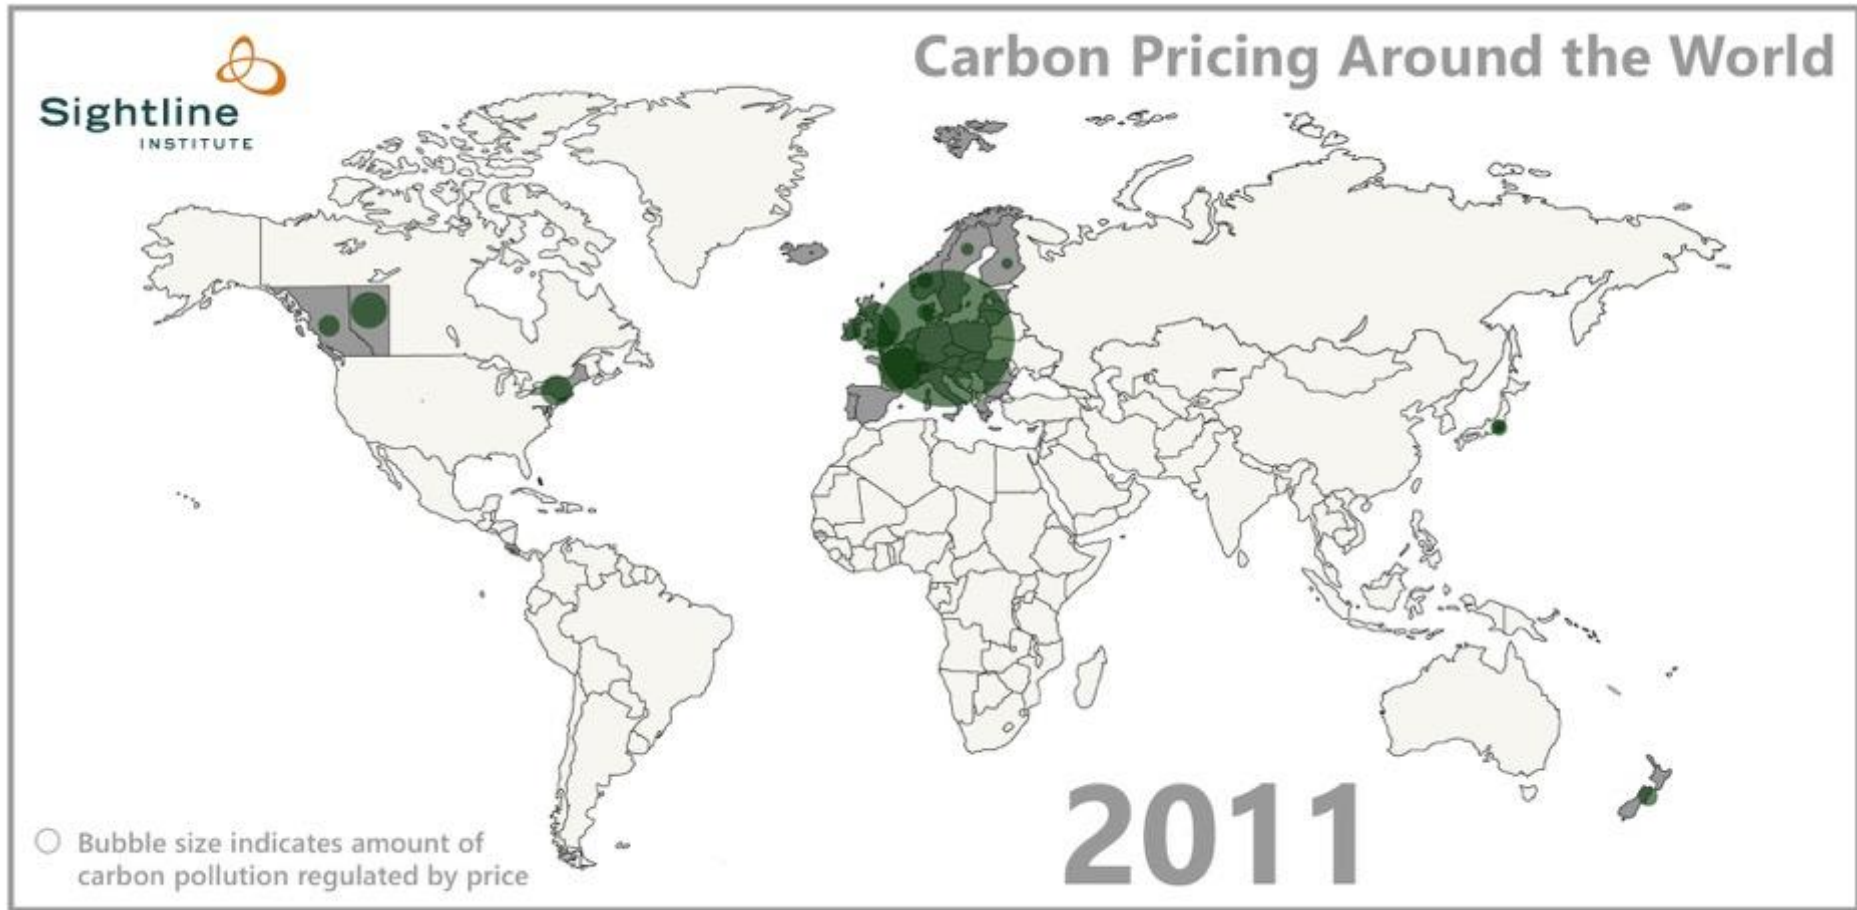 Sightline
INSTITUTE
Carbon Pricing Around the World
2011
Bubble size indicates amount of
carbon pollution regulated by price